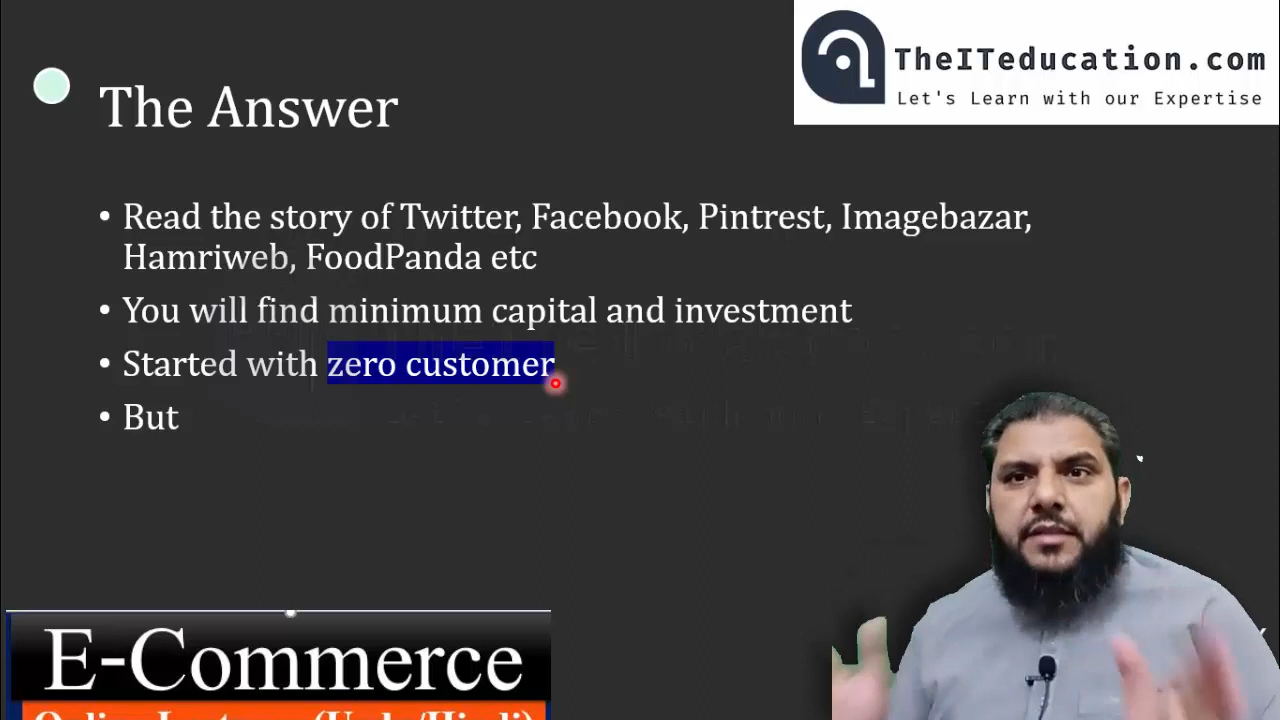 TheITeducation.com
Let's Learn with our Expertise
The Answer
• Read the story of Twitter, Facebook, Pintrest, Imagebazar,
Hamriweb, FoodPanda etc
• You will find minimum capital and investment
• Started with zero customer
• But
E-Commerce